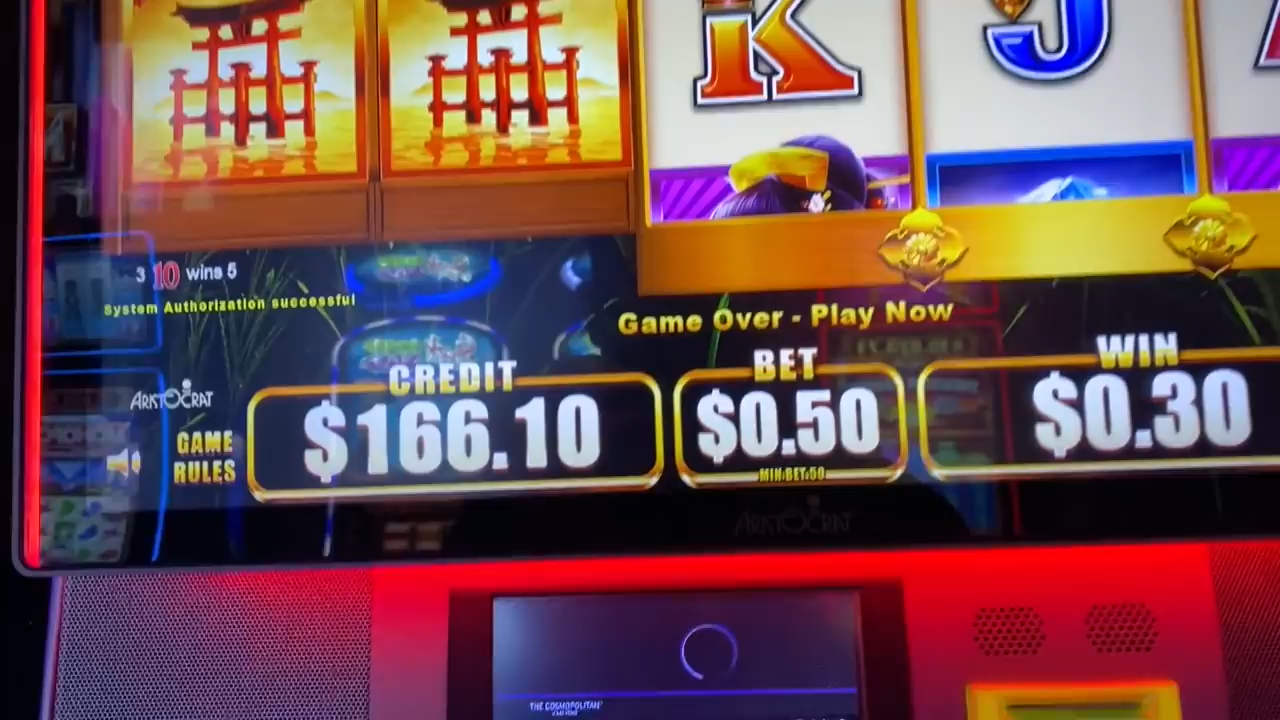 K J
3 10 wins 5
System Authorization successful
Game Over - Play Now
ARISTOCRAT
GAME
RULES
CREDIT
$166.10
BET
$0.50
MIN BET:50
WIN
$0.30
ARISTOCRAT
THE COSMOPOLITAN